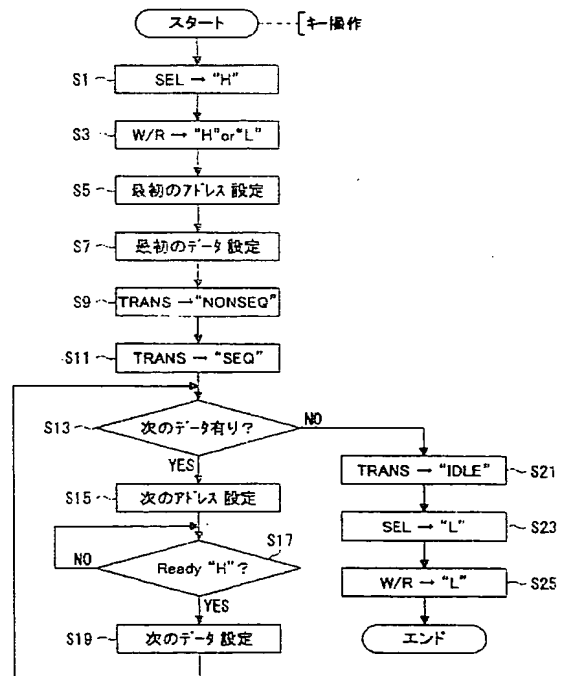 スタート
キー操作
S1
SEL → "H"
S3
W/R → "H"or"L"
S5
最初のアドレス 設定
S7
最初のデータ 設定
S9
TRANS → "NONSEQ"
S11
TRANS → "SEQ"
S13
次のデータ有り?
NO
YES
S15
次のアドレス 設定
S17
Ready "H"?
NO
YES
S19
次のデータ 設定
TRANS → "IDLE"
S21
SEL → "L"
S23
W/R → "L"
S25
エンド